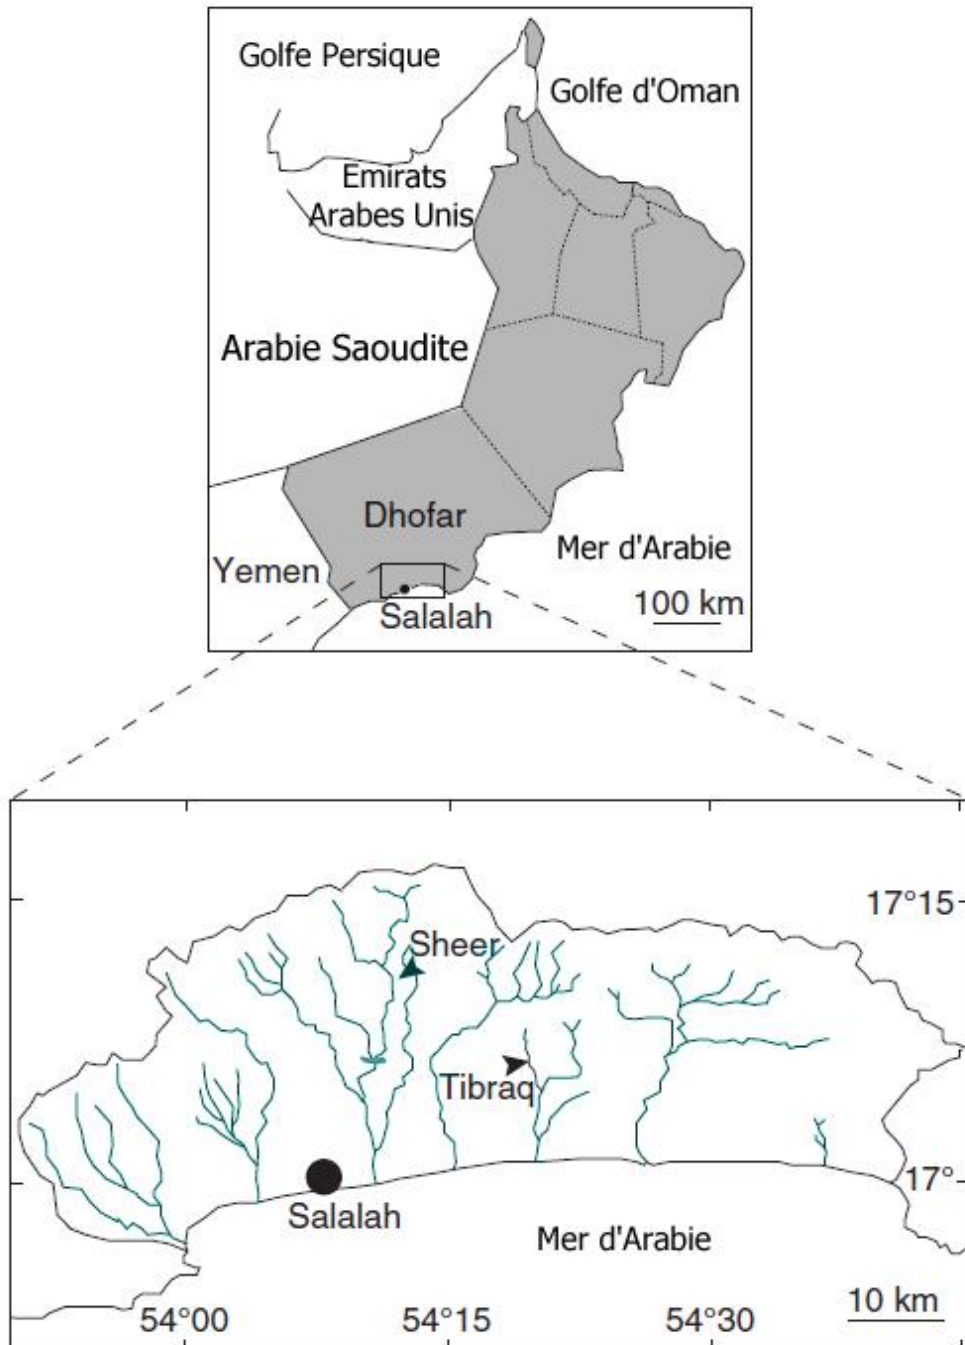 Golfe Persique
Golfe d'Oman
Emirats
Arabes Unis
Arabie Saoudite
Dhofar
Mer d'Arabie
Yemen
100 km
Salalah
17°15
Sheer
Tibraq
17°
Salalah
Mer d'Arabie
10 km
54°00
54°15
54°30